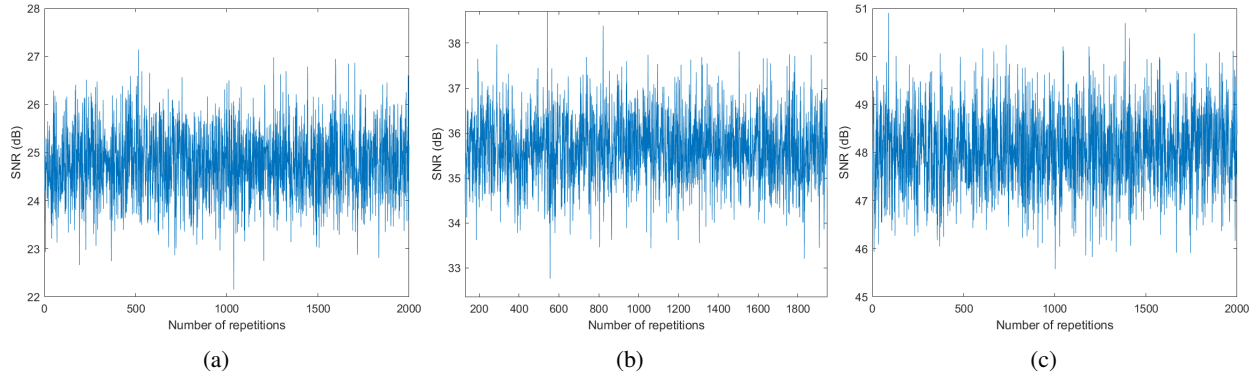 28
27
26
25
24
23
22
SNR (dB)
0 500 1000 1500 2000
Number of repetitions
(a)
38
37
36
35
34
33
SNR (dB)
200 400 600 800 1000 1200 1400 1600 1800
Number of repetitions
(b)
51
50
49
48
47
46
45
SNR (dB)
0 500 1000 1500 2000
Number of repetitions
(c)